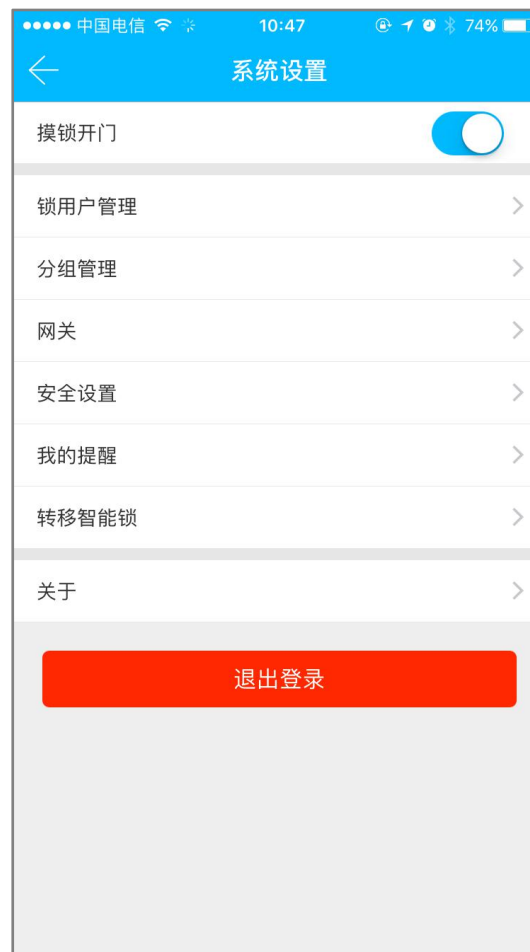 中国电信 10:47 74%
系统设置
摸锁开门
锁用户管理
分组管理
网关
安全设置
我的提醒
转移智能锁
关于
退出登录